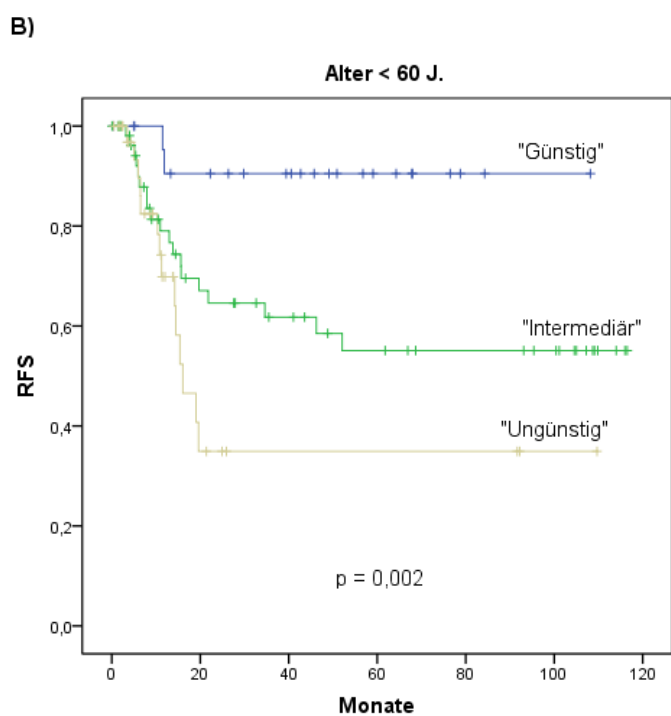 B)
Alter < 60 J.
1,0
"Günstig"
0,8
"Intermediär"
0,6
RFS
"Ungünstig"
0,4
0,2
p = 0,002
0,0
0 20 40 60 80 100 120
Monate